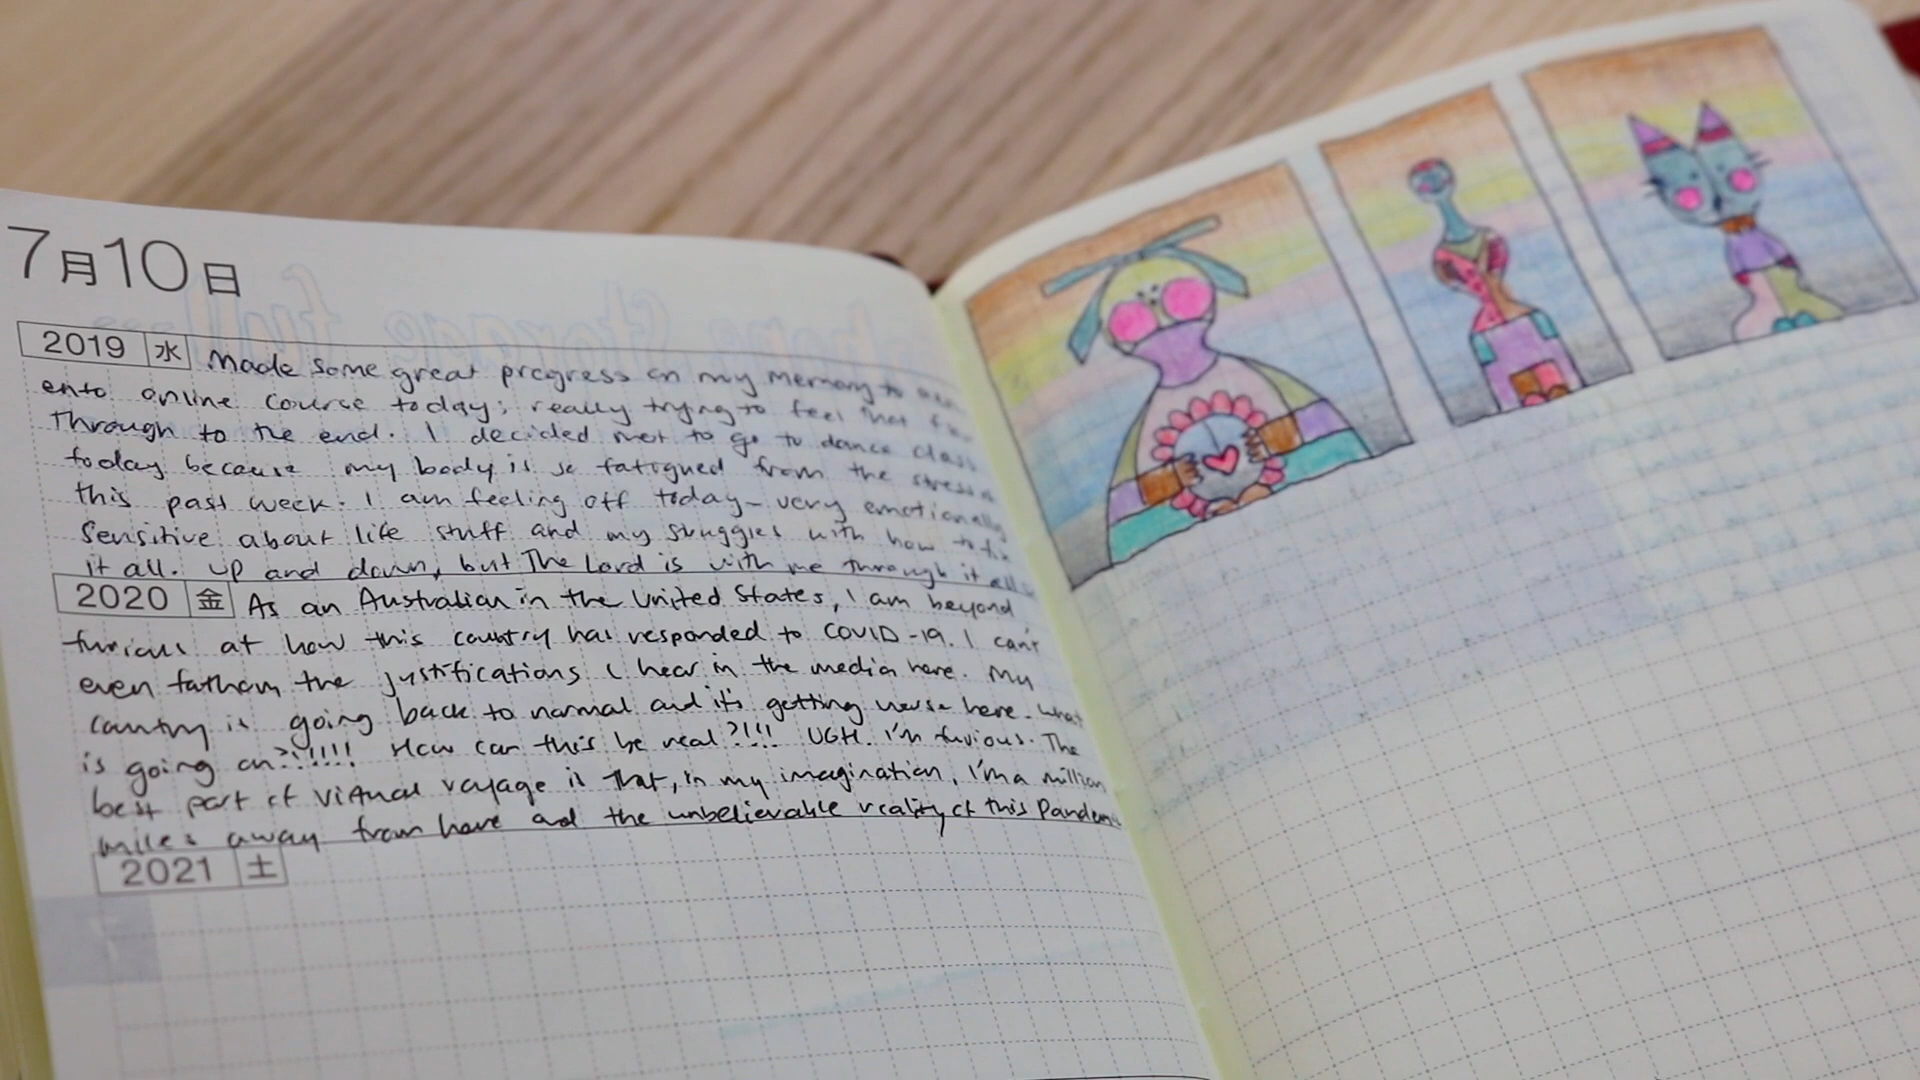 7月10日
2019 水 Made some great progress on my memory to
ento online course today; really trying to feel that
through to the end. I decided not to go to dance class
today because my body is so fatigued from the stress
this past week. I am feeling off today - very emotionally
sensitive about life stuff and my struggles with how to fix
it all. Up and down, but The Lord is with me through it all
2020 金 As an Australian in the United States, I am beyond
furious at how this country has responded to COVID-19. I can't
even fathom the justifications I hear in the media here. My
country is going back to normal and it's getting worse here. What
is going on?!!!!! How can this be real?!!!! UGH. I'm furious. The
best part of virtual voyage is that, in my imagination, I'm a million
miles away from here and the unbelievable reality of this Pandemic
2021 土